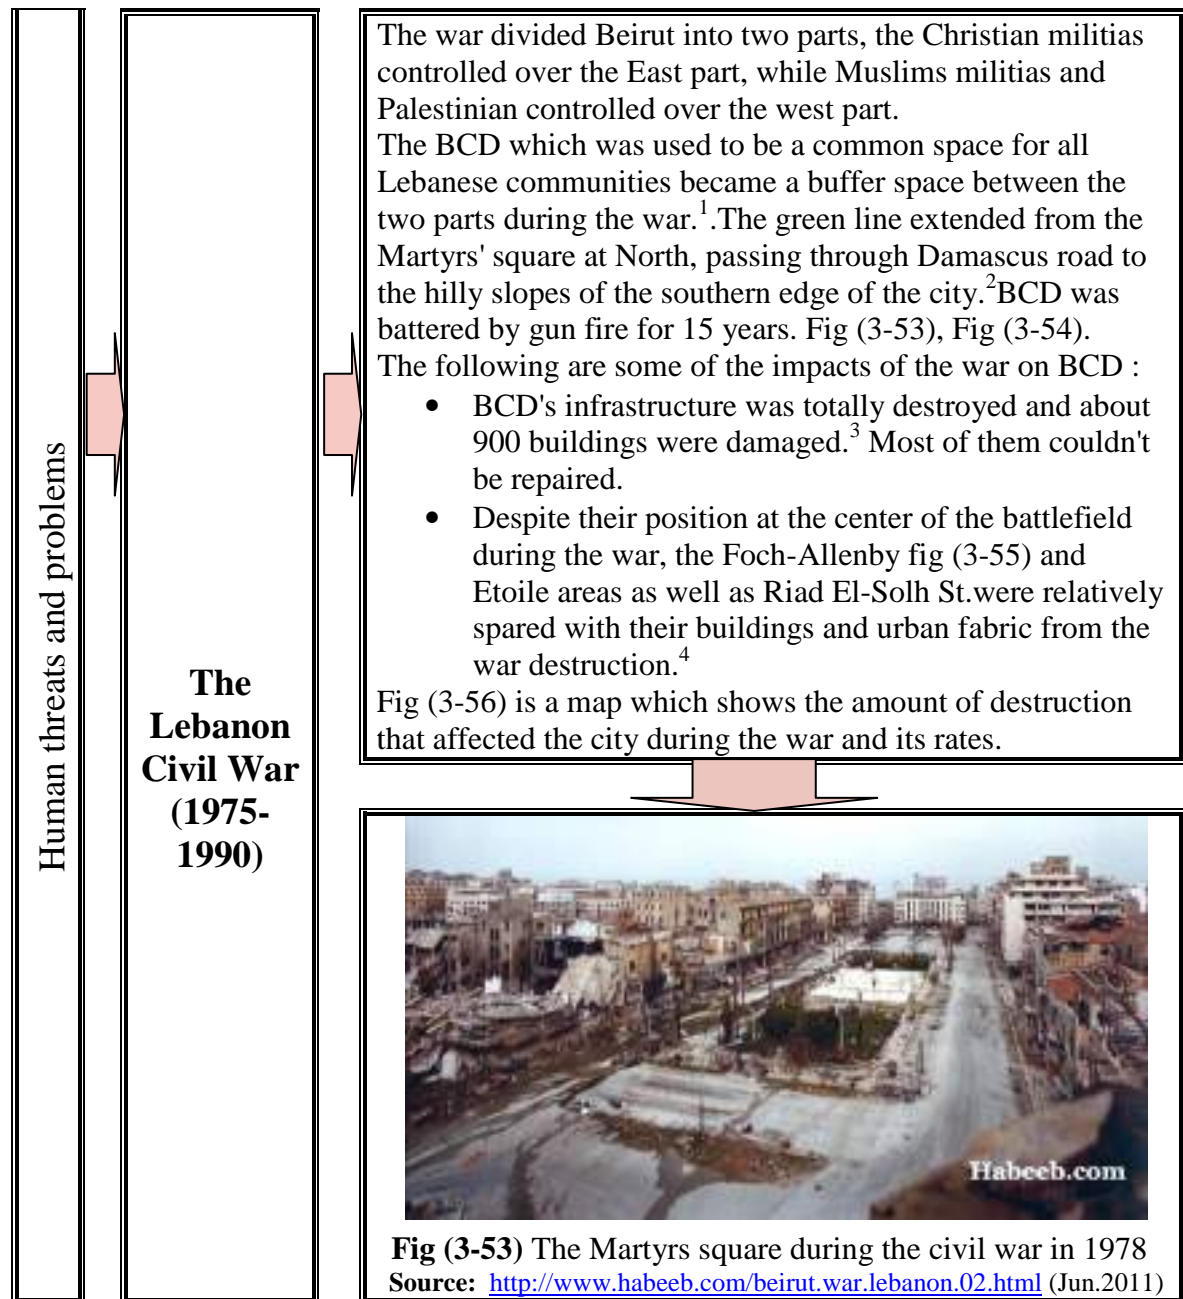 Human threats and problems
The
Lebanon
Civil War
(1975-
1990)
The war divided Beirut into two parts, the Christian militias
controlled over the East part, while Muslims militias and
Palestinian controlled over the west part.
The BCD which was used to be a common space for all
Lebanese communities became a buffer space between the
two parts during the war.1.The green line extended from the
Martyrs' square at North, passing through Damascus road to
the hilly slopes of the southern edge of the city.2BCD was
battered by gun fire for 15 years. Fig (3-53), Fig (3-54).
The following are some of the impacts of the war on BCD :
• BCD's infrastructure was totally destroyed and about
900 buildings were damaged.3 Most of them couldn't
be repaired.
• Despite their position at the center of the battlefield
during the war, the Foch-Allenby fig (3-55) and
Etoile areas as well as Riad El-Solh St.were relatively
spared with their buildings and urban fabric from the
war destruction.4
Fig (3-56) is a map which shows the amount of destruction
that affected the city during the war and its rates.
Habeeb.com
Fig (3-53) The Martyrs square during the civil war in 1978
Source: http://www.habeeb.com/beirut.war.lebanon.02.html (Jun.2011)